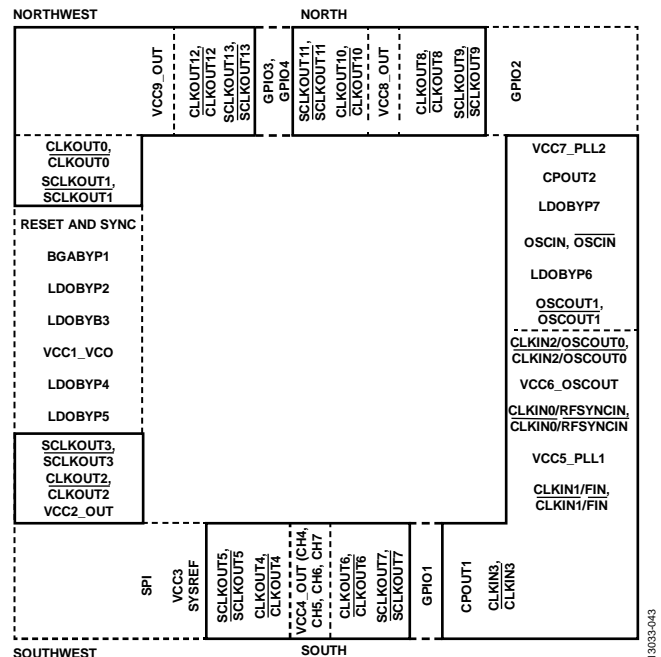 NORTHWEST
NORTH
VCC9_OUT
CLKOUT12,
CLKOUT12
SCLKOUT13,
SCLKOUT13
GPIO3,
GPIO4
SCLKOUT11,
SCLKOUT11
CLKOUT10,
CLKOUT10
VCC8_OUT
CLKOUT8,
CLKOUT8
SCLKOUT9,
SCLKOUT9
GPIO2
CLKOUT0,
CLKOUT0
SCLKOUT1,
SCLKOUT1
RESET AND SYNC
BGABYP1
LDOBYP2
LDOBYB3
VCC1_VCO
LDOBYP4
LDOBYP5
SCLKOUT3,
SCLKOUT3
CLKOUT2,
CLKOUT2
VCC2_OUT
VCC7_PLL2
CPOUT2
LDOBYP7
OSCIN, OSCIN
LDOBYP6
OSCOUT1,
OSCOUT1
CLKIN2/OSCOUT0,
CLKIN2/OSCOUT0
VCC6_OSCOUT
CLKIN0/RFSYNCIN,
CLKIN0/RFSYNCIN
VCC5_PLL1
CLKIN1/FIN,
CLKIN1/FIN
SPI
VCC3
SYSREF
SCLKOUT5,
SCLKOUT5
CLKOUT4,
CLKOUT4
VCC4_OUT (CH4,
CH5, CH6, CH7
CLKOUT6,
CLKOUT6
SCLKOUT7,
SCLKOUT7
GPIO1
CPOUT1
CLKIN3,
CLKIN3
SOUTHWEST
SOUTH
13033-043